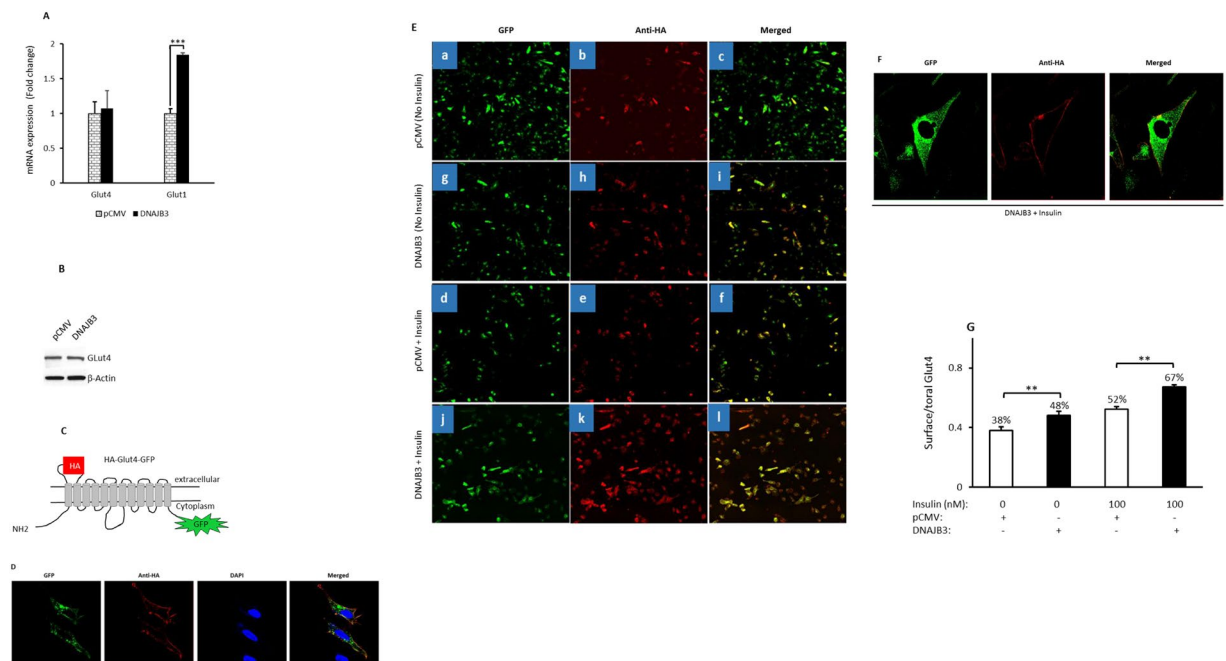 A
mRNA expression (Fold change)
2
***
1.5
1
0.5
0
Glut4 Glut1
pCMV DNAJB3
B
pCMV DNAJB3
GLut4
β-Actin
C
HA HA-Glut4-GFP
extracellular
Cytoplasm
NH2 GFP
D
GFP Anti-HA DAPI Merged
E
GFP Anti-HA Merged
pCMV (No Insulin)
a b c
DNAJB3 (No Insulin)
g h i
pCMV + Insulin
d e f
DNAJB3 + Insulin
j k l
F
GFP Anti-HA Merged
DNAJB3 + Insulin
G
Surface/toral Glut4
0.8
0.4
0
** **
38% 48% 52% 67%
Insulin (nM): 0 0 100 100
pCMV: + - + -
DNAJB3: - + - +